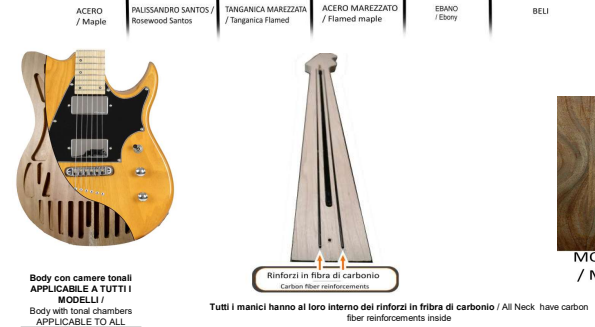 ACERO
/ Maple
PALISSANDRO SANTOS /
Rosewood Santos
TANGANICA MAREZZATA
/ Tanganica Flamed
ACERO MAREZZATO
/ Flamed maple
EBANO
/ Ebony
BELI
Rinforzi in fibra di carbonio
Carbon fiber reinforcements
Body con camere tonali
APPLICABILE A TUTTI I
MODELLI /
Body with tonal chambers
APPLICABLE TO ALL
Tutti i manici hanno al loro interno dei rinforzi in fribra di carbonio / All Neck have carbon
fiber reinforcements inside